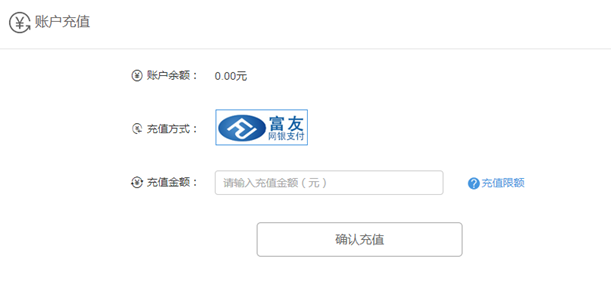 账户充值
账户余额： 0.00元
充值方式： 富友
网银支付
充值金额： 请输入充值金额（元） ?充值限额
确认充值